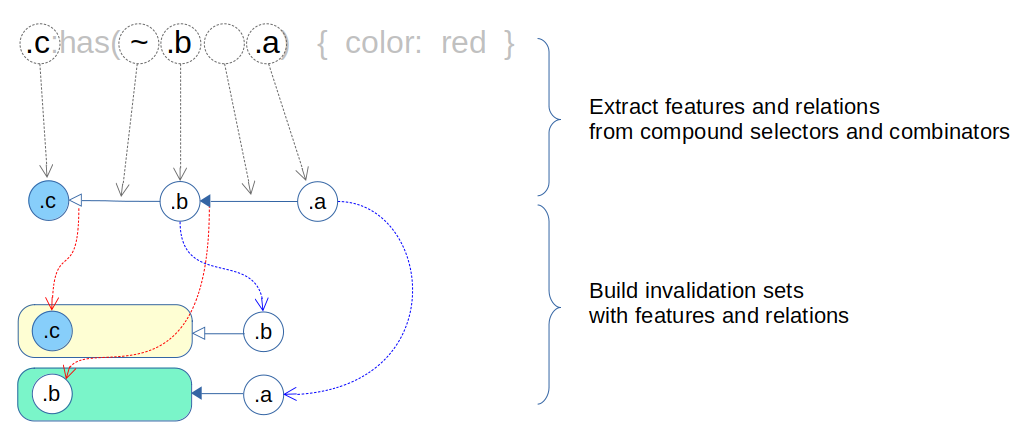 .c:has( ~ .b .a) { color: red }
Extract features and relations
from compound selectors and combinators
.c .b .a
Build invalidation sets
with features and relations
.c .b
.b .a